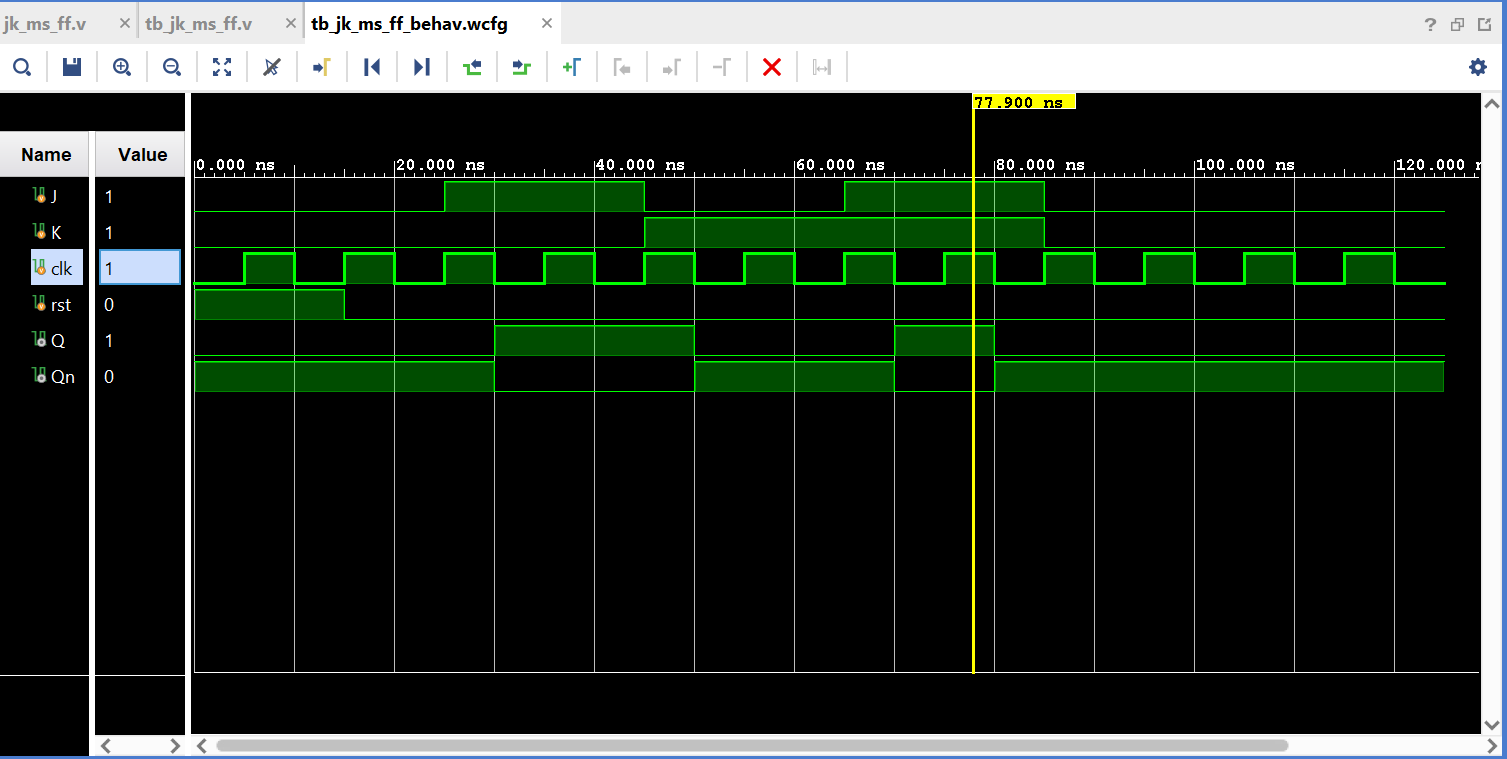 jk_ms_ff.v tb_jk_ms_ff.v tb_jk_ms_ff_behav.wcfg
77.900 ns
Name Value
0.000 ns 20.000 ns 40.000 ns 60.000 ns 80.000 ns 100.000 ns 120.000
J 1
K 1
clk 1
rst 0
Q 1
Qn 0